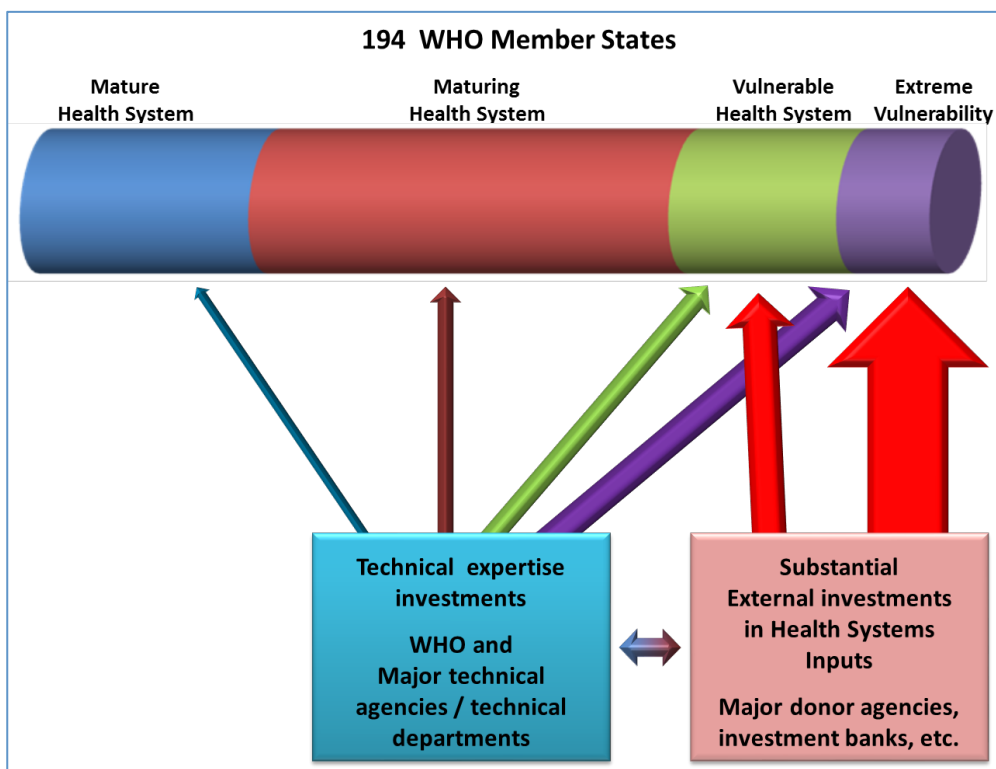 194 WHO Member States
Mature
Health System
Maturing
Health System
Vulnerable
Health System
Extreme
Vulnerability
Technical expertise
investments
WHO and
Major technical
agencies / technical
departments
Substantial
External investments
in Health Systems
Inputs
Major donor agencies,
investment banks, etc.